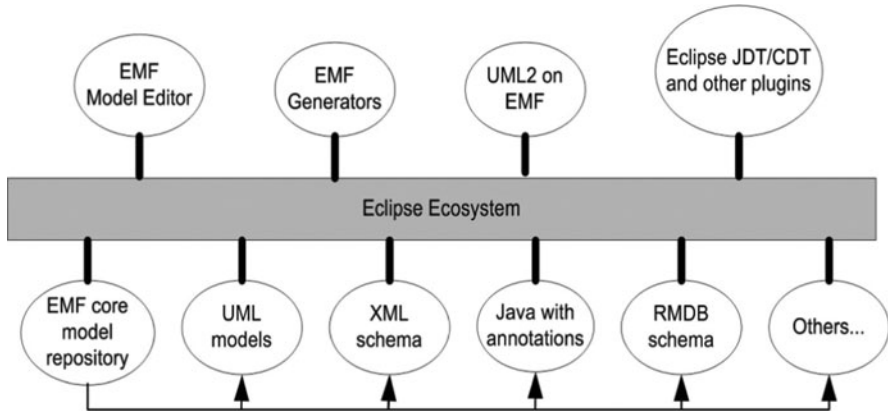 EMF
Model Editor
EMF
Generators
UML2 on
EMF
Eclipse JDT/CDT
and other plugins
Eclipse Ecosystem
EMF core
model
repository
UML
models
XML
schema
Java with
annotations
RMDB
schema
Others...